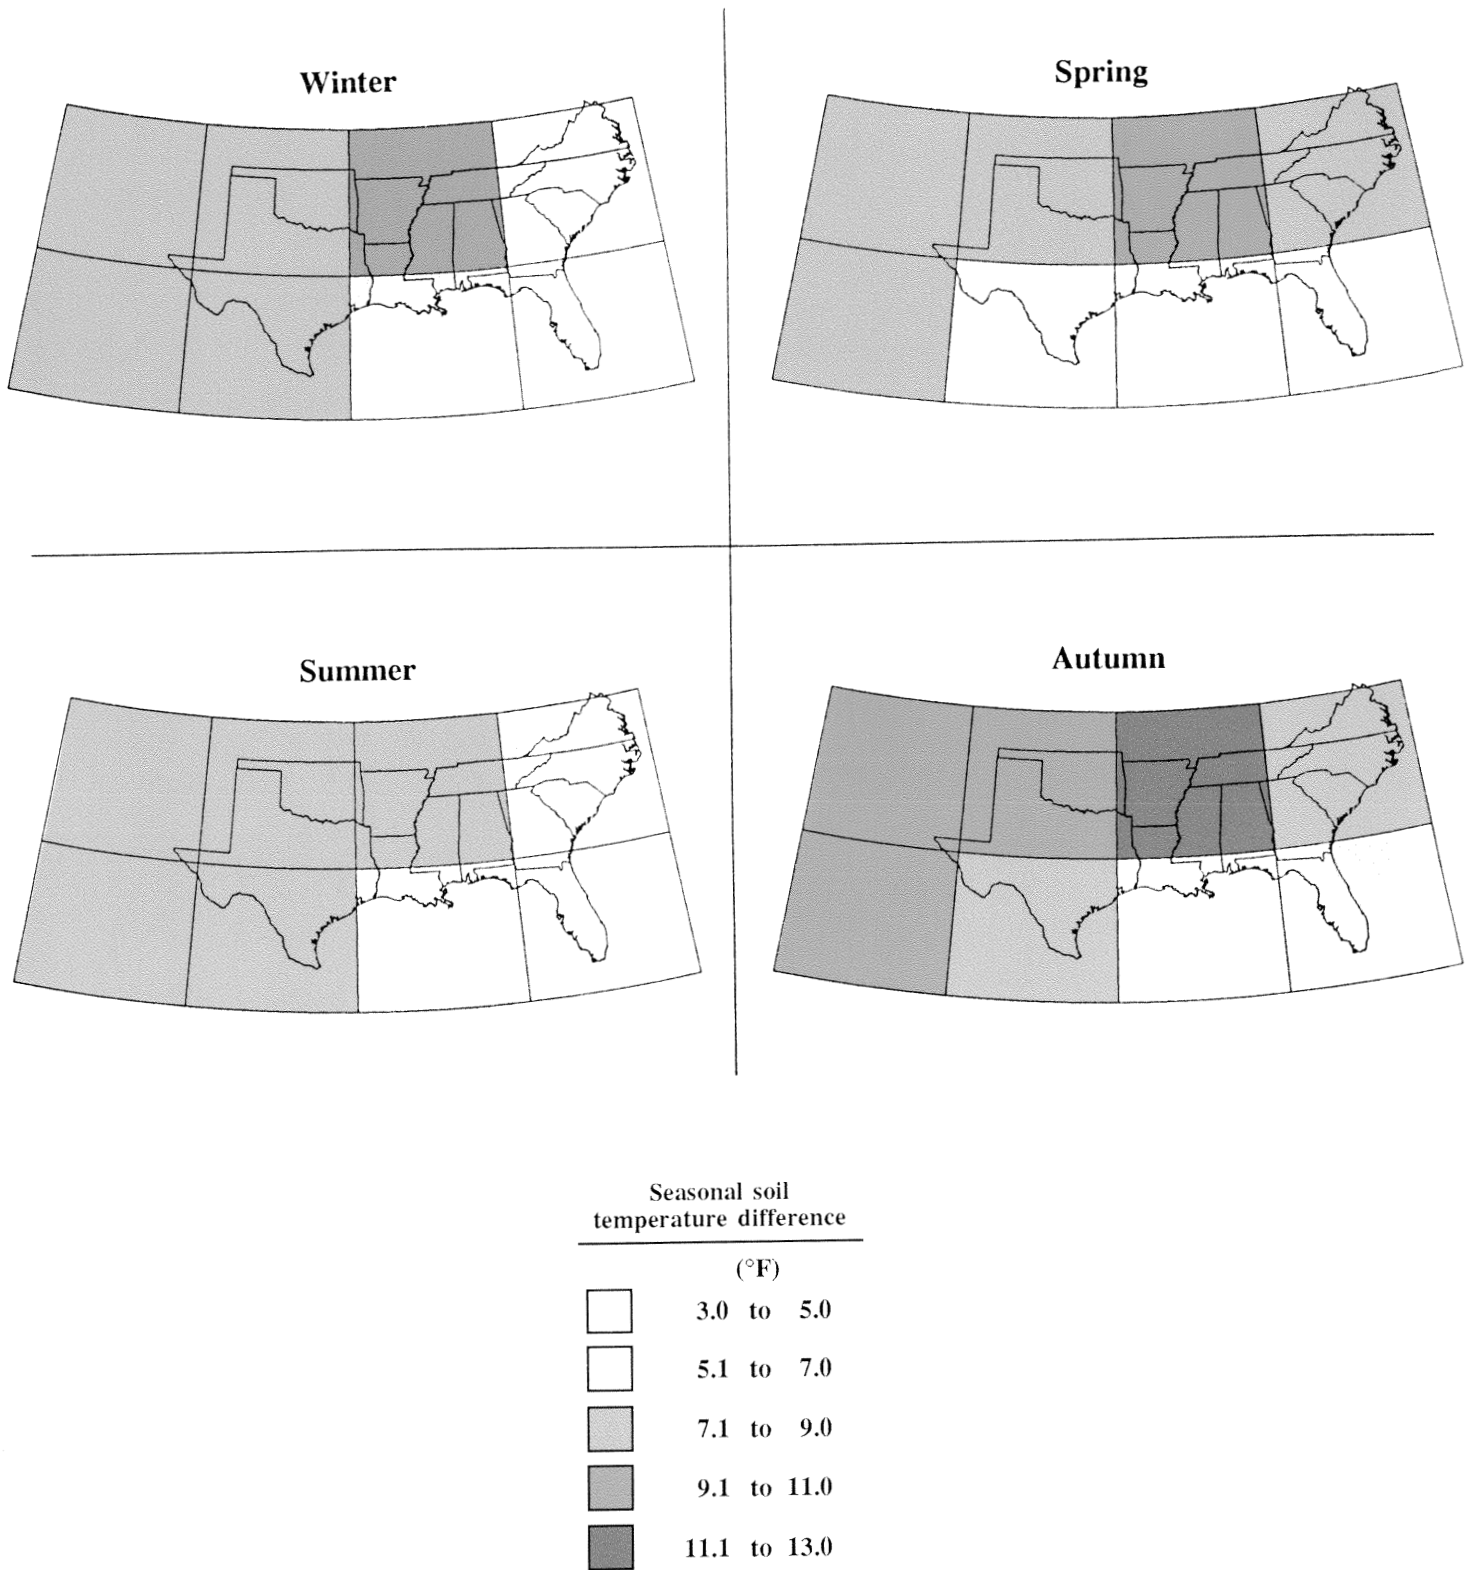 Winter
Spring
Summer
Autumn
Seasonal soil
temperature difference
(°F)
3.0 to 5.0
5.1 to 7.0
7.1 to 9.0
9.1 to 11.0
11.1 to 13.0